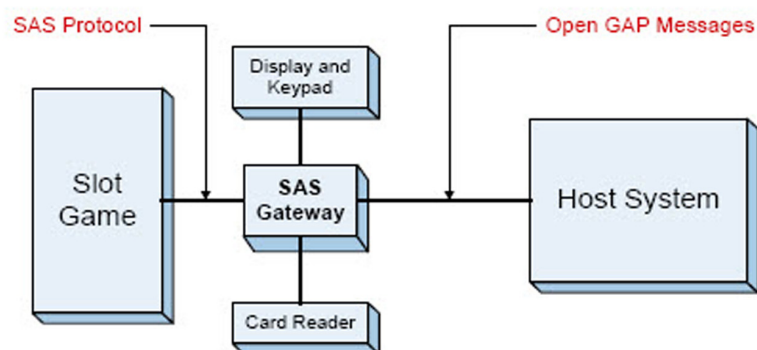 SAS Protocol
Open GAP Messages
Display and
Keypad
Slot
Game
SAS
Gateway
Host System
Card Reader